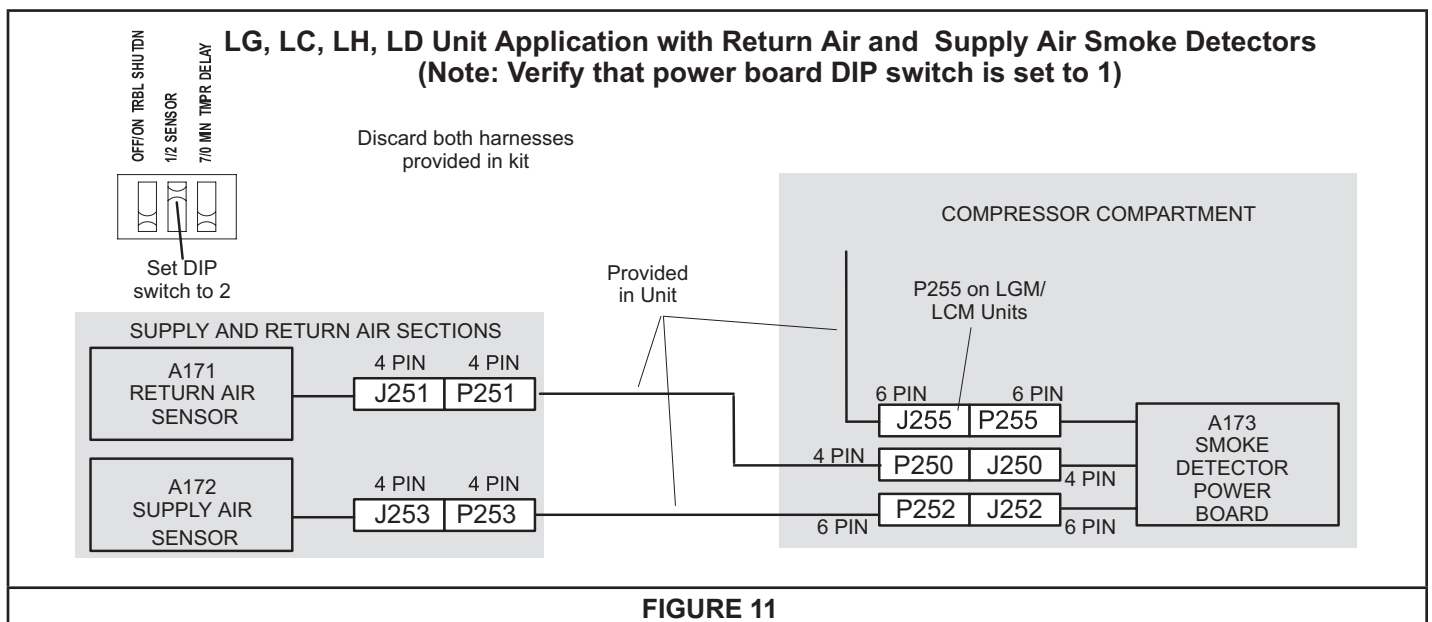 LG, LC, LH, LD Unit Application with Return Air and Supply Air Smoke Detectors
(Note: Verify that power board DIP switch is set to 1)
OFF/ON TRBL SHUTDN
1/2 SENSOR
7/0 MIN TMPR DELAY
Discard both harnesses
provided in kit
Set DIP
switch to 2
Provided
in Unit
COMPRESSOR COMPARTMENT
P255 on LGM/
LCM Units
SUPPLY AND RETURN AIR SECTIONS
A171
RETURN AIR
SENSOR
4 PIN 4 PIN
J251 P251
A172
SUPPLY AIR
SENSOR
4 PIN 4 PIN
J253 P253
6 PIN 6 PIN
J255 P255
4 PIN P250 J250 4 PIN
6 PIN P252 J252 6 PIN
A173
SMOKE
DETECTOR
POWER
BOARD
FIGURE 11